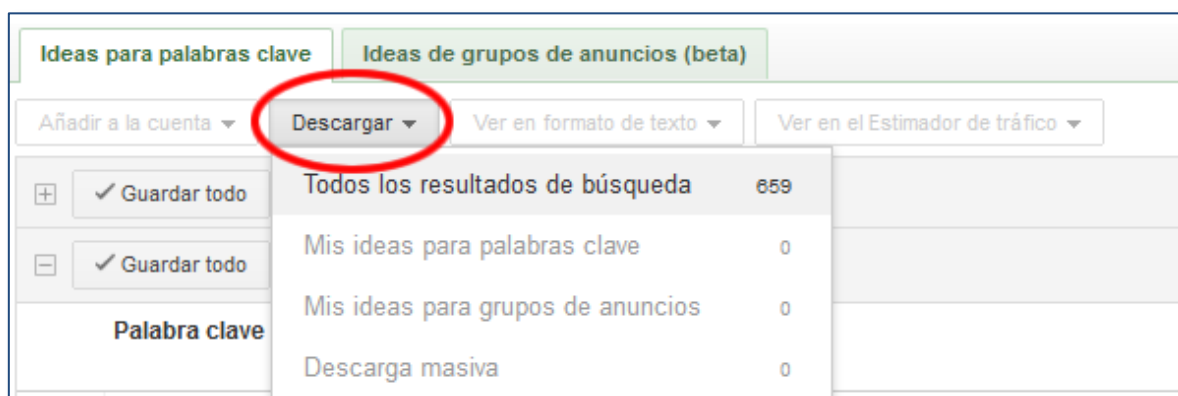 Ideas para palabras clave Ideas de grupos de anuncios (beta)
Añadir a la cuenta Descargar Ver en formato de texto Ver en el Estimador de tráfico
Guardar todo Todos los resultados de búsqueda 659
Mis ideas para palabras clave 0
Guardar todo
Mis ideas para grupos de anuncios 0
Palabra clave
Descarga masiva 0